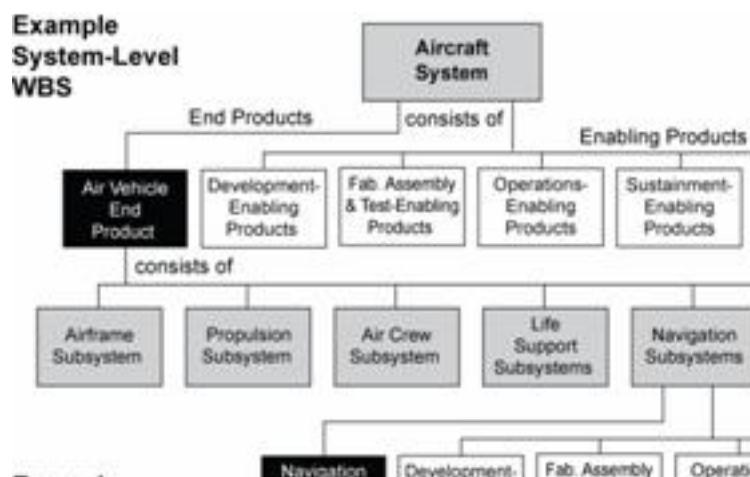 Example
System-Level
WBS
Aircraft
System
End Products
consists of
Enabling Products
Air Vehicle
End
Product
Development-
Enabling
Products
Fab. Assembly
& Test-Enabling
Products
Operations-
Enabling
Products
Sustainment-
Enabling
Products
consists of
Airframe
Subsystem
Propulsion
Subsystem
Air Crew
Subsystem
Life
Support
Subsystems
Navigation
Subsystems
Navigation
Development-
Fab. Assembly